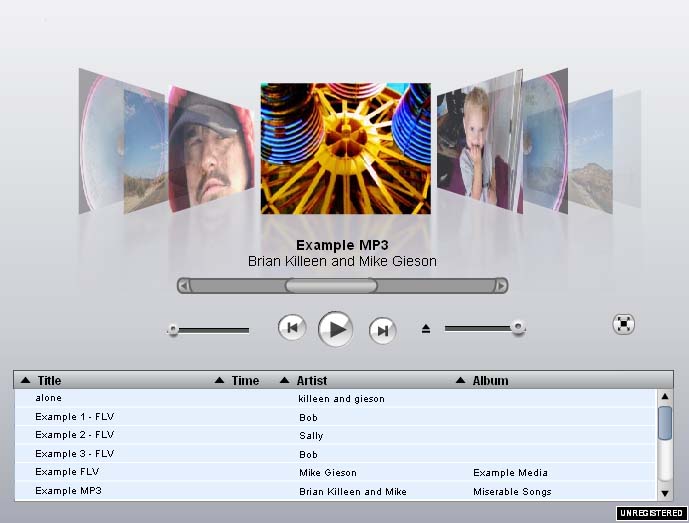 Example MP3
Brian Killeen and Mike Gieson
Title Time Artist Album
alone killeen and gieson
Example 1 - FLV Bob
Example 2 - FLV Sally
Example 3 - FLV Bob
Example FLV Mike Gieson Example Media
Example MP3 Brian Killeen and Mike Miserable Songs
UNREGISTERED